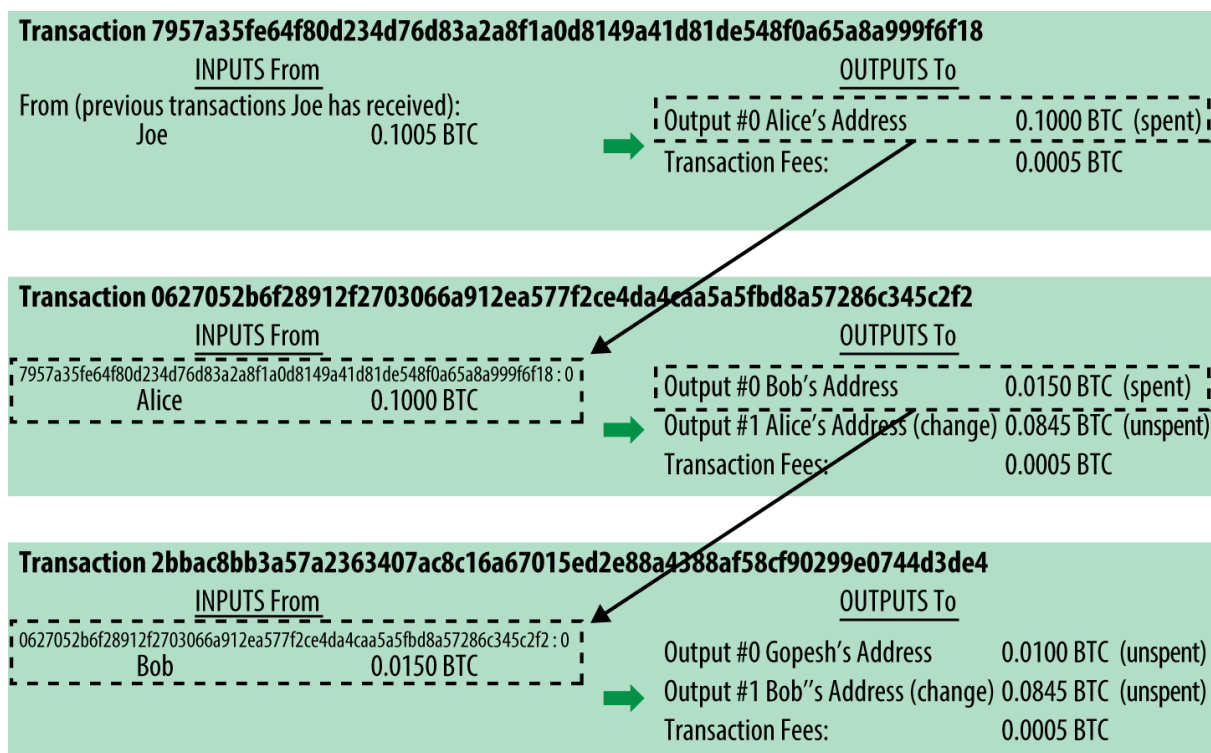 Transaction 7957a35fe64f80d234d76d83a2a8f1a0d8149a41d81de548f0a65a8a999f6f18
INPUTS From
OUTPUTS To
From (previous transactions Joe has received):
Joe 0.1005 BTC
Output #0 Alice's Address 0.1000 BTC (spent)
Transaction Fees: 0.0005 BTC
Transaction 0627052b6f28912f2703066a912ea577f2ce4da4caa5a5fbd8a57286c345c2f2
INPUTS From
OUTPUTS To
7957a35fe64f80d234d76d83a2a8f1a0d8149a41d81de548f0a65a8a999f6f18 : 0
Alice 0.1000 BTC
Output #0 Bob's Address 0.0150 BTC (spent)
Output #1 Alice's Address (change) 0.0845 BTC (unspent)
Transaction Fees: 0.0005 BTC
Transaction 2bbac8bb3a57a2363407ac8c16a67015ed2e88a4388af58cf90299e0744d3de4
INPUTS From
OUTPUTS To
0627052b6f28912f2703066a912ea577f2ce4da4caa5a5fbd8a57286c345c2f2 : 0
Bob 0.0150 BTC
Output #0 Gopesh's Address 0.0100 BTC (unspent)
Output #1 Bob"s Address (change) 0.0845 BTC (unspent)
Transaction Fees: 0.0005 BTC